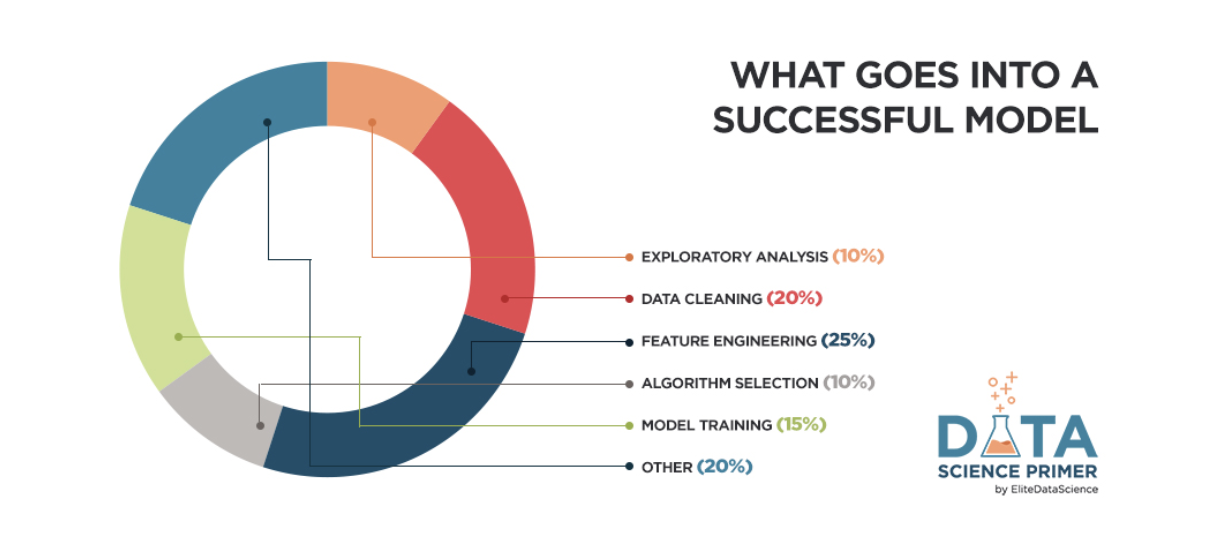 WHAT GOES INTO A
SUCCESSFUL MODEL
EXPLORATORY ANALYSIS (10%)
DATA CLEANING (20%)
FEATURE ENGINEERING (25%)
ALGORITHM SELECTION (10%)
MODEL TRAINING (15%)
OTHER (20%)
DATA
SCIENCE PRIMER
by EliteDataScience